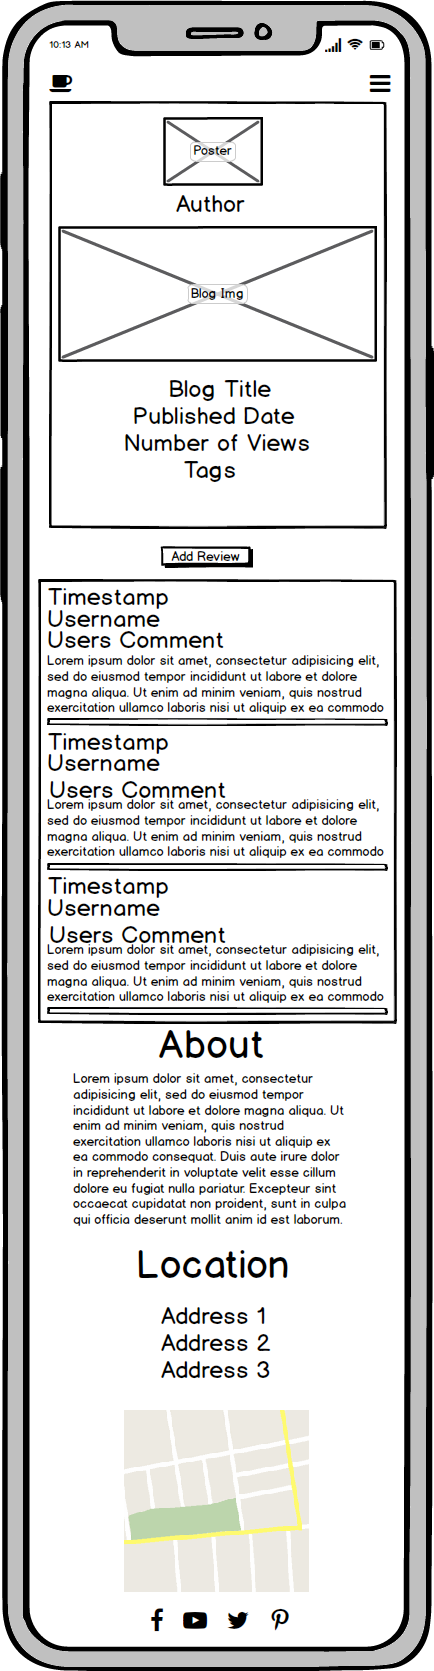 10:13 AM
Poster
Author
Blog Img
Blog Title
Published Date
Number of Views
Tags
Add Review
Timestamp
Username
Users Comment
Lorem ipsum dolor sit amet, consectetur adipisicing elit,
sed do eiusmod tempor incididunt ut labore et dolore
magna aliqua. Ut enim ad minim veniam, quis nostrud
exercitation ullamco laboris nisi ut aliquip ex ea commodo
Timestamp
Username
Users Comment
Lorem ipsum dolor sit amet, consectetur adipisicing elit,
sed do eiusmod tempor incididunt ut labore et dolore
magna aliqua. Ut enim ad minim veniam, quis nostrud
exercitation ullamco laboris nisi ut aliquip ex ea commodo
Timestamp
Username
Users Comment
Lorem ipsum dolor sit amet, consectetur adipisicing elit,
sed do eiusmod tempor incididunt ut labore et dolore
magna aliqua. Ut enim ad minim veniam, quis nostrud
exercitation ullamco laboris nisi ut aliquip ex ea commodo
About
Lorem ipsum dolor sit amet, consectetur
adipisicing elit, sed do eiusmod tempor
incididunt ut labore et dolore magna aliqua. Ut
enim ad minim veniam, quis nostrud
exercitation ullamco laboris nisi ut aliquip ex
ea commodo consequat. Duis aute irure dolor
in reprehenderit in voluptate velit esse cillum
dolore eu fugiat nulla pariatur. Excepteur sint
occaecat cupidatat non proident, sunt in culpa
qui officia deserunt mollit anim id est laborum.
Location
Address 1
Address 2
Address 3